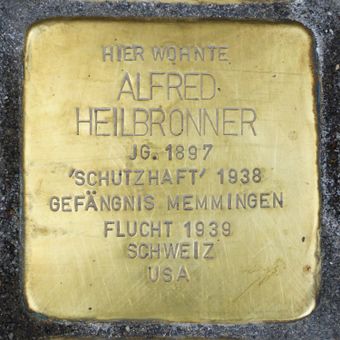 HIER WOHNTE
ALFRED
HEILBRONNER
JG. 1897
'SCHUTZHAFT' 1938
GEFÄNGNIS MEMMINGEN
FLUCHT 1939
SCHWEIZ
USA